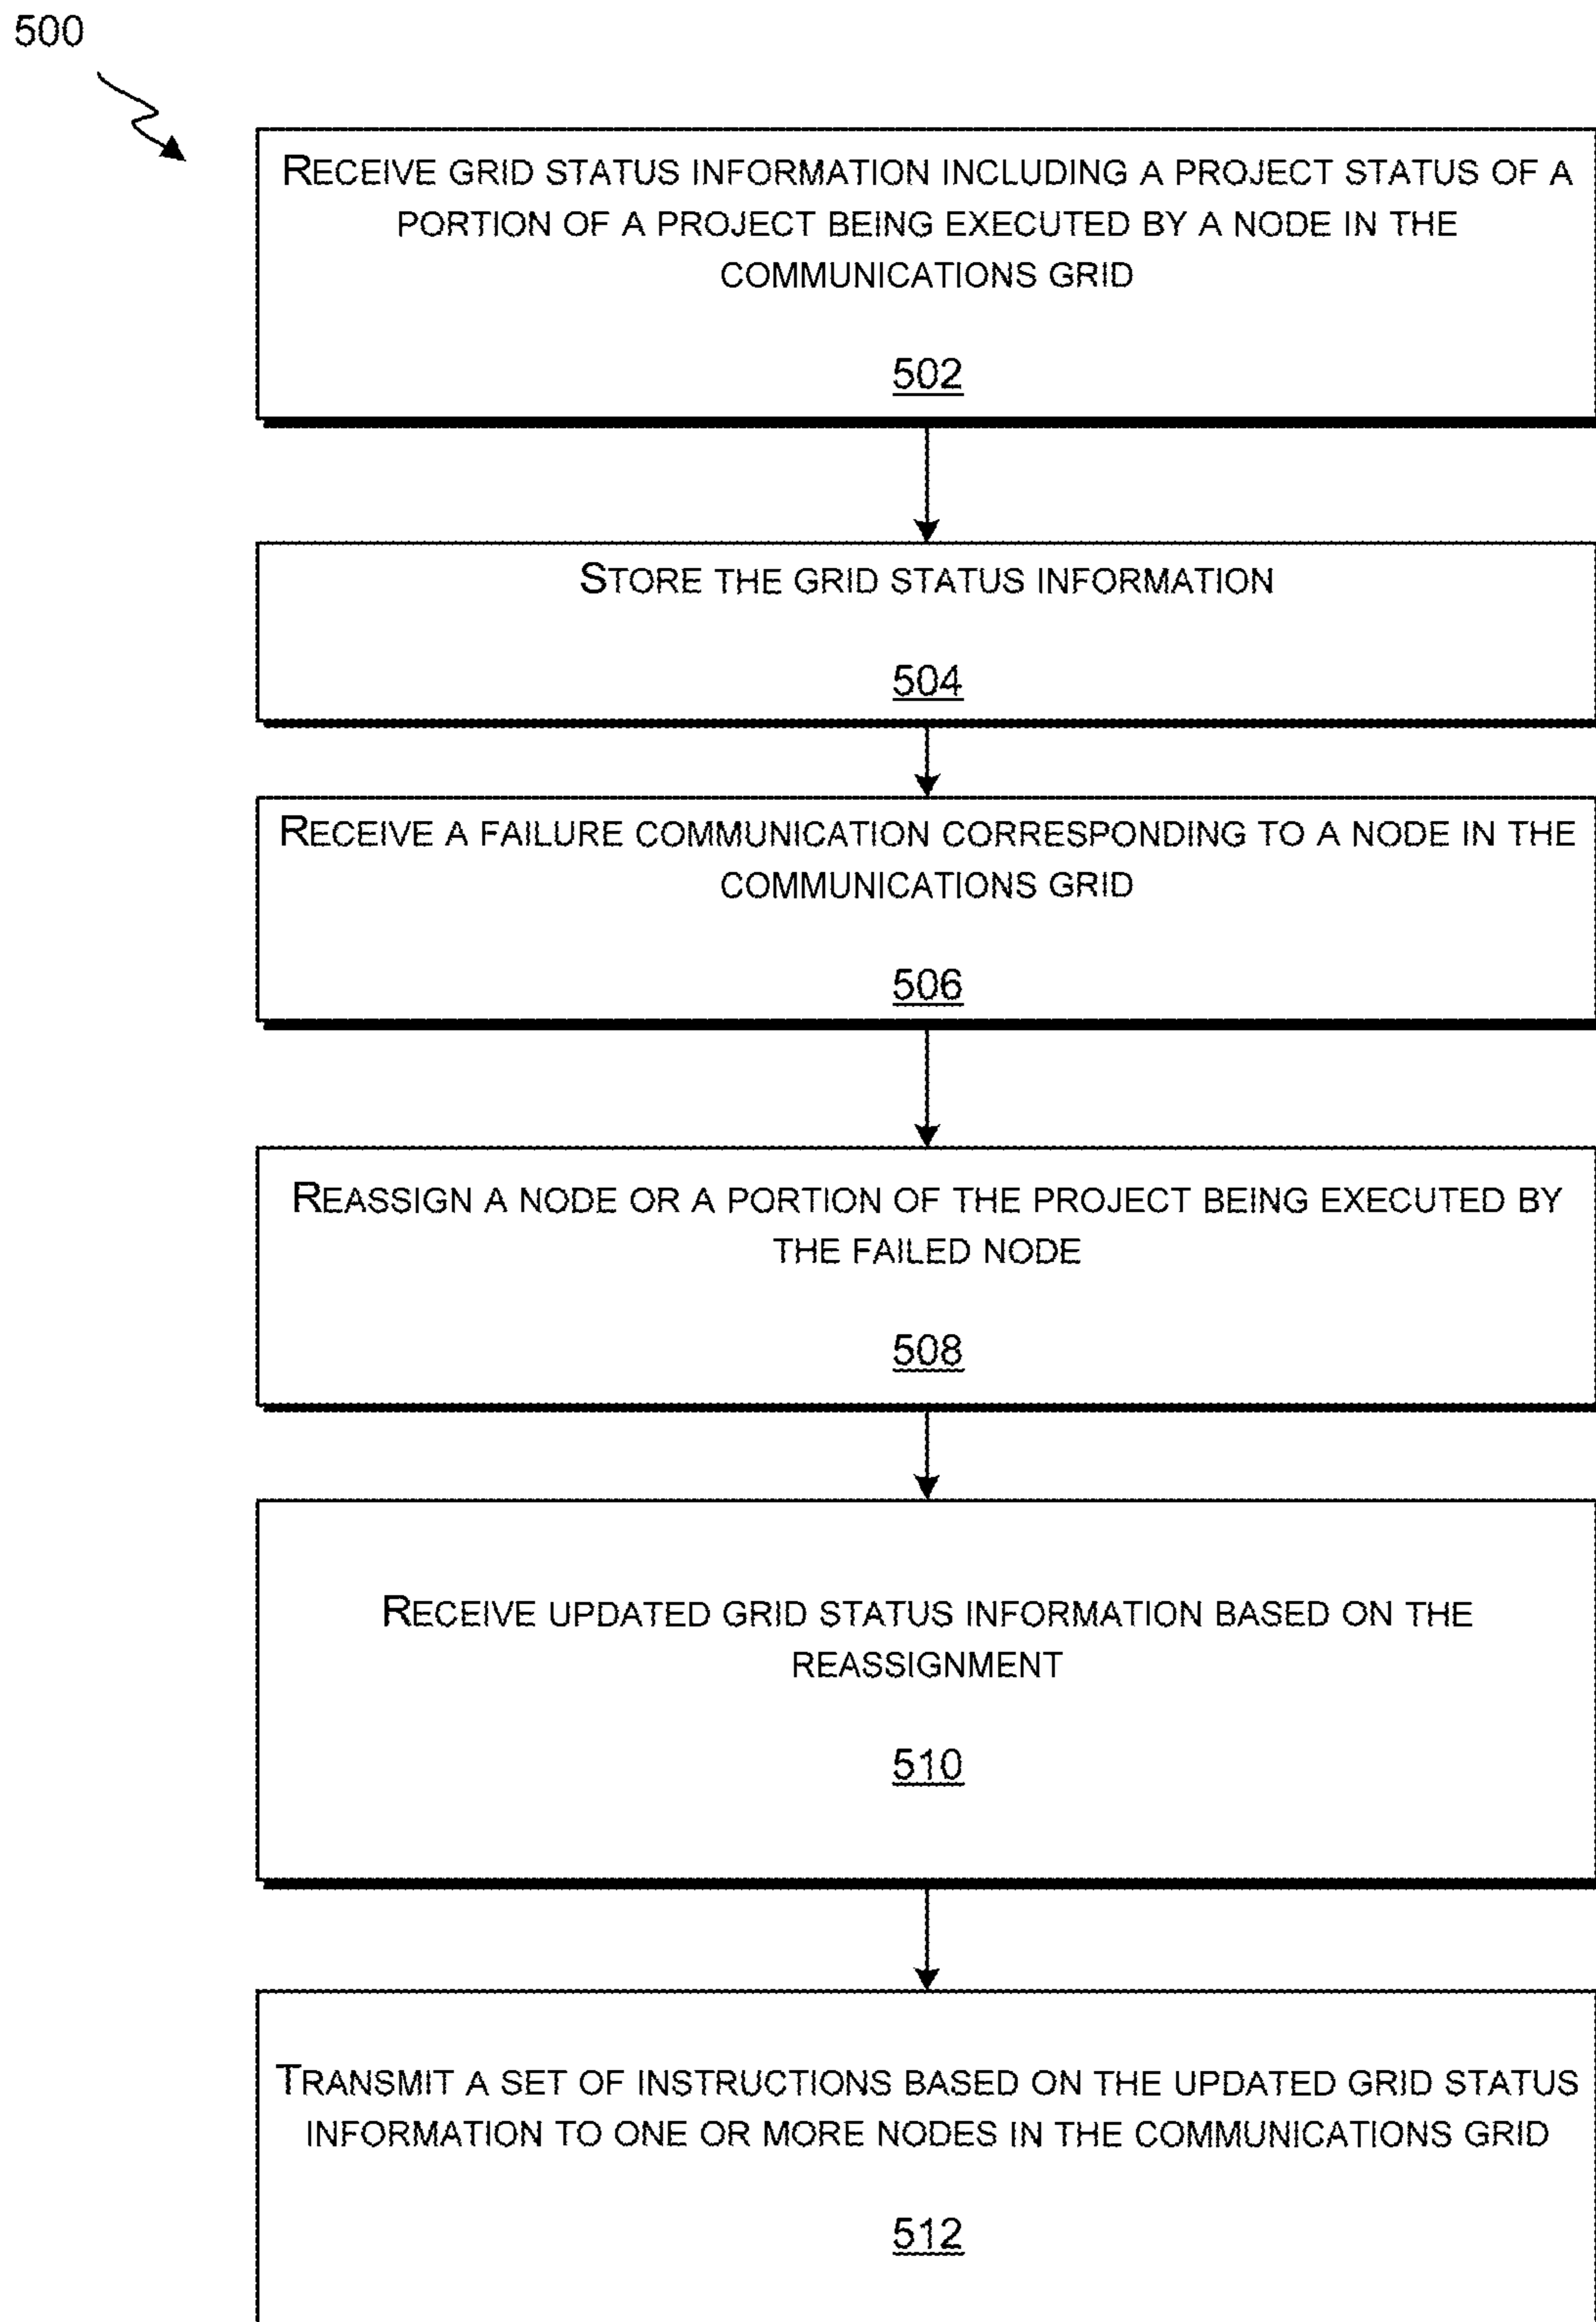 500
RECEIVE GRID STATUS INFORMATION INCLUDING A PROJECT STATUS OF A
PORTION OF A PROJECT BEING EXECUTED BY A NODE IN THE
COMMUNICATIONS GRID
502
STORE THE GRID STATUS INFORMATION
504
RECEIVE A FAILURE COMMUNICATION CORRESPONDING TO A NODE IN THE
COMMUNICATIONS GRID
506
REASSIGN A NODE OR A PORTION OF THE PROJECT BEING EXECUTED BY
THE FAILED NODE
508
RECEIVE UPDATED GRID STATUS INFORMATION BASED ON THE
REASSIGNMENT
510
TRANSMIT A SET OF INSTRUCTIONS BASED ON THE UPDATED GRID STATUS
INFORMATION TO ONE OR MORE NODES IN THE COMMUNICATIONS GRID
512